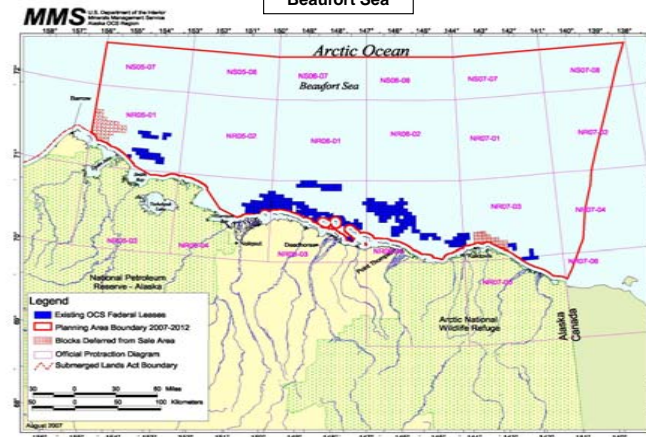 Beaufort Sea
MMS
U.S. Department of the Interior
Minerals Management Service
Alaska OCS Region
Arctic Ocean
Beaufort Sea
NS05-07
NS05-08
NS06-07
NS06-08
NS07-07
NS07-08
Barrow
NR05-01
NR05-02
NR06-01
NR06-02
NR07-01
NR07-02
NR07-03
NR07-04
Nuiqsut
Deadhorse
Point Thomson
Kaktovik
NR05-03
NR05-04
NR06-03
NR07-05
NR07-06
National Petroleum
Reserve - Alaska
Arctic National
Wildlife Refuge
Alaska
Canada
Legend
Existing OCS Federal Leases
Planning Area Boundary 2007-2012
Blocks Deferred from Sale Area
Official Protraction Diagram
Submerged Lands Act Boundary
Miles
Kilometers
August 2007